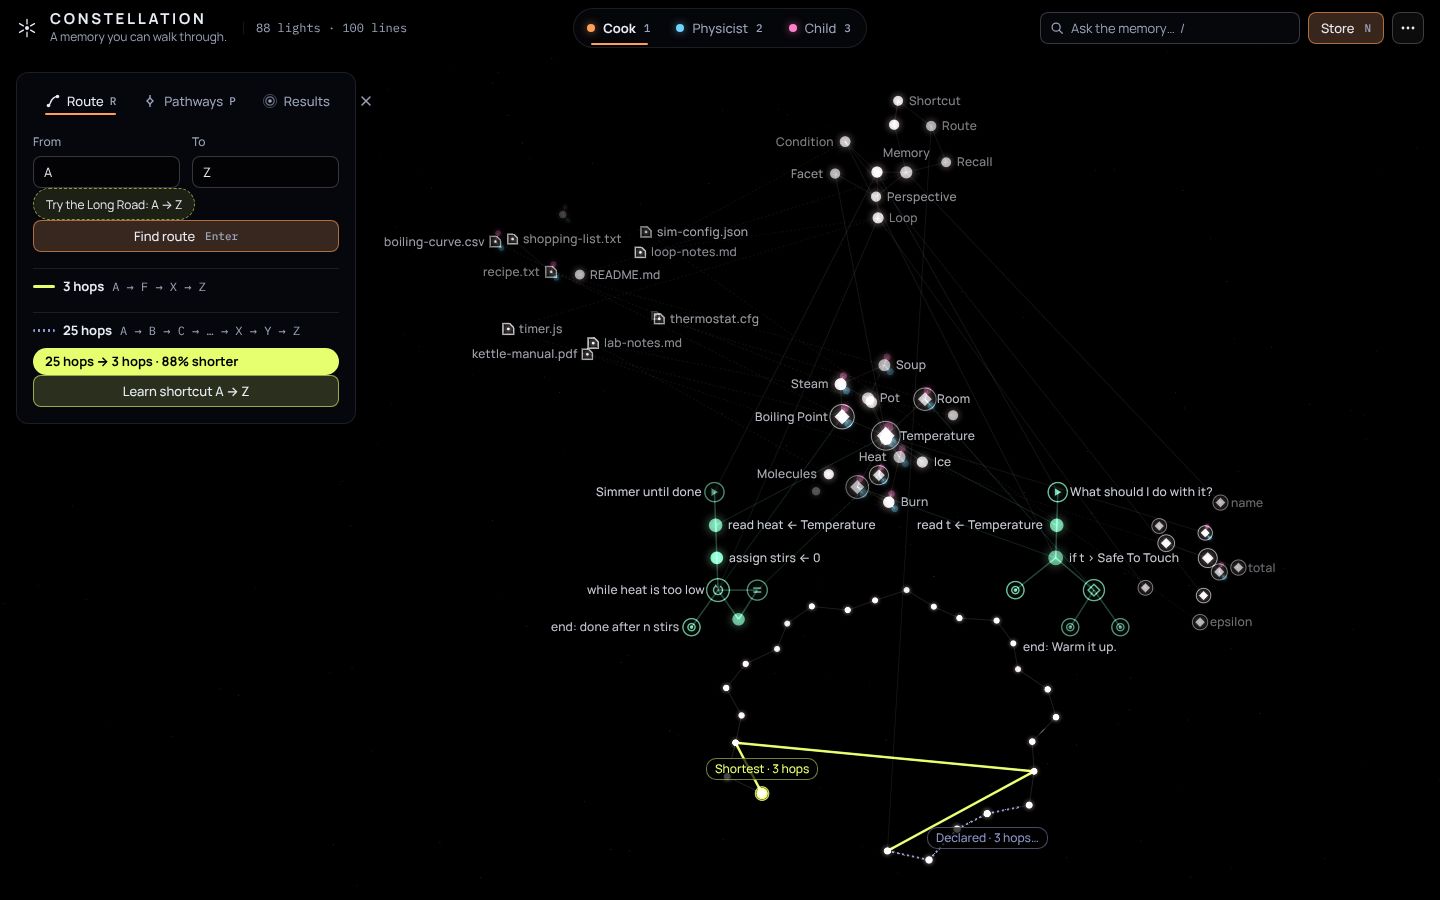 CONSTELLATION
A memory you can walk through.
88 lights · 100 lines
Cook 1
Physicist 2
Child 3
Ask the memory… /
Store N
Route R
Pathways P
Results
From
To
A
Z
Try the Long Road: A → Z
Find route Enter
3 hops A → F → X → Z
25 hops A → B → C → … → X → Y → Z
25 hops → 3 hops · 88% shorter
Learn shortcut A → Z
Shortcut
Route
Condition
Memory
Recall
Facet
Perspective
Loop
boiling-curve.csv
shopping-list.txt
sim-config.json
loop-notes.md
recipe.txt
README.md
thermostat.cfg
timer.js
lab-notes.md
kettle-manual.pdf
Soup
Steam
Pot
Room
Boiling Point
Temperature
Heat
Ice
Molecules
Burn
Simmer until done
What should I do with it?
name
read heat ← Temperature
read t ← Temperature
assign stirs ← 0
if t > Safe To Touch
total
while heat is too low
end: done after n stirs
epsilon
end: Warm it up.
Shortest · 3 hops
Declared · 3 hops…